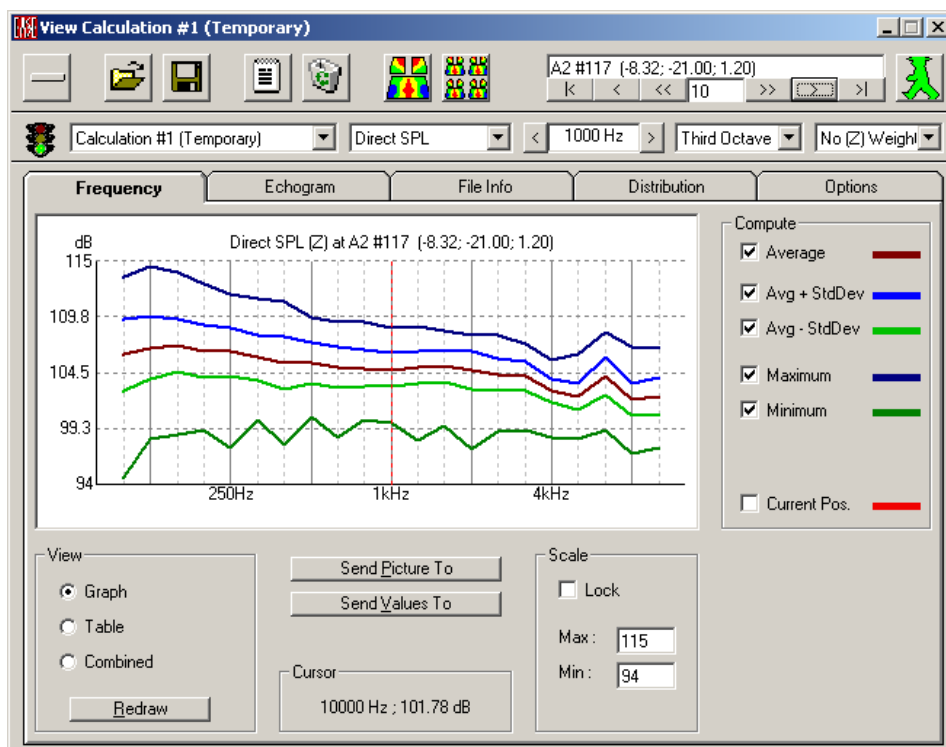 View Calculation #1 (Temporary)
A2 #117 (-8.32; -21.00; 1.20)
|< < << 10 >> > >|
Calculation #1 (Temporary) Direct SPL < 1000 Hz > Third Octave No (Z) Weight
Frequency Echogram File Info Distribution Options
dB Direct SPL (Z) at A2 #117 (-8.32; -21.00; 1.20)
115
109.8
104.5
99.3
94
250Hz 1kHz 4kHz
Compute
Average
Avg + StdDev
Avg - StdDev
Maximum
Minimum
Current Pos.
View
Graph
Table
Combined
Redraw
Send Picture To
Send Values To
Cursor
10000 Hz ; 101.78 dB
Scale
Lock
Max : 115
Min : 94